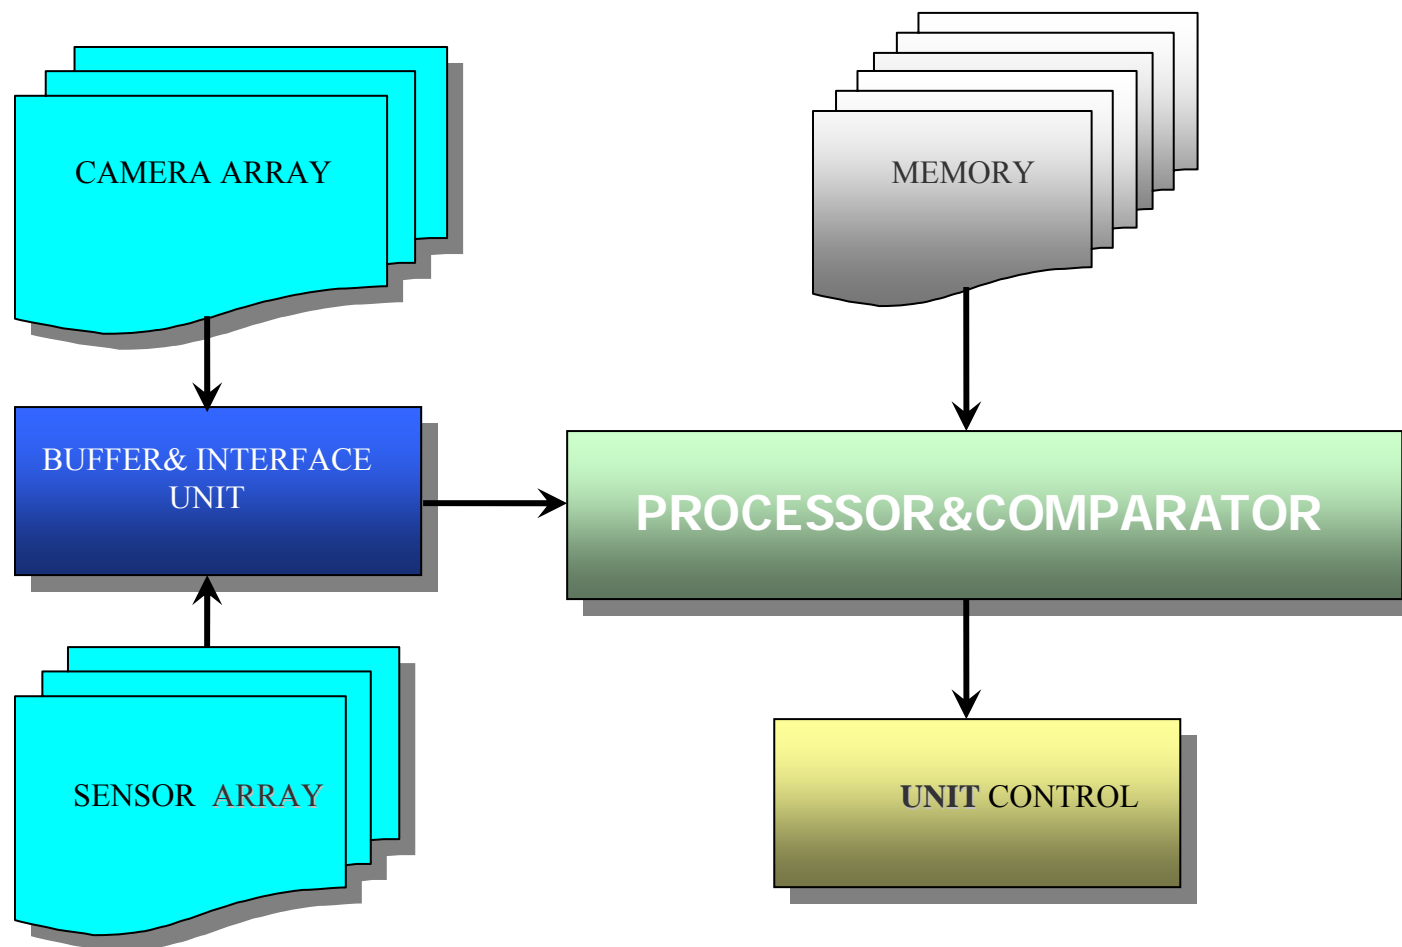 CAMERA ARRAY
MEMORY
BUFFER& INTERFACE
UNIT
PROCESSOR&COMPARATOR
SENSOR ARRAY
UNIT CONTROL